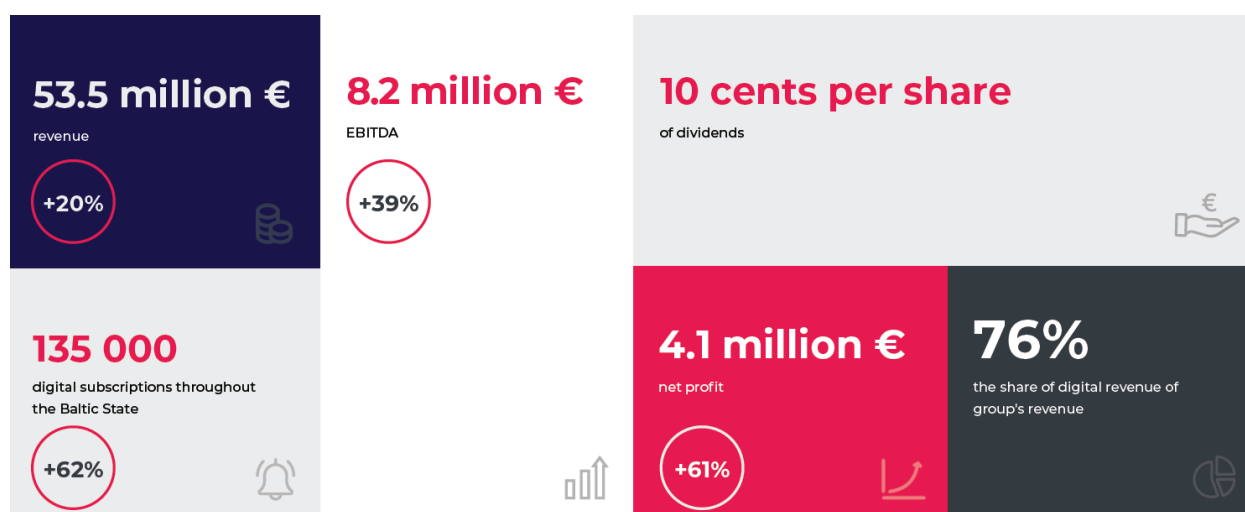 53.5 million €
revenue
+20%
8.2 million €
EBITDA
+39%
10 cents per share
of dividends
€
135 000
digital subscriptions throughout
the Baltic State
+62%
4.1 million €
net profit
+61%
76%
the share of digital revenue of
group's revenue